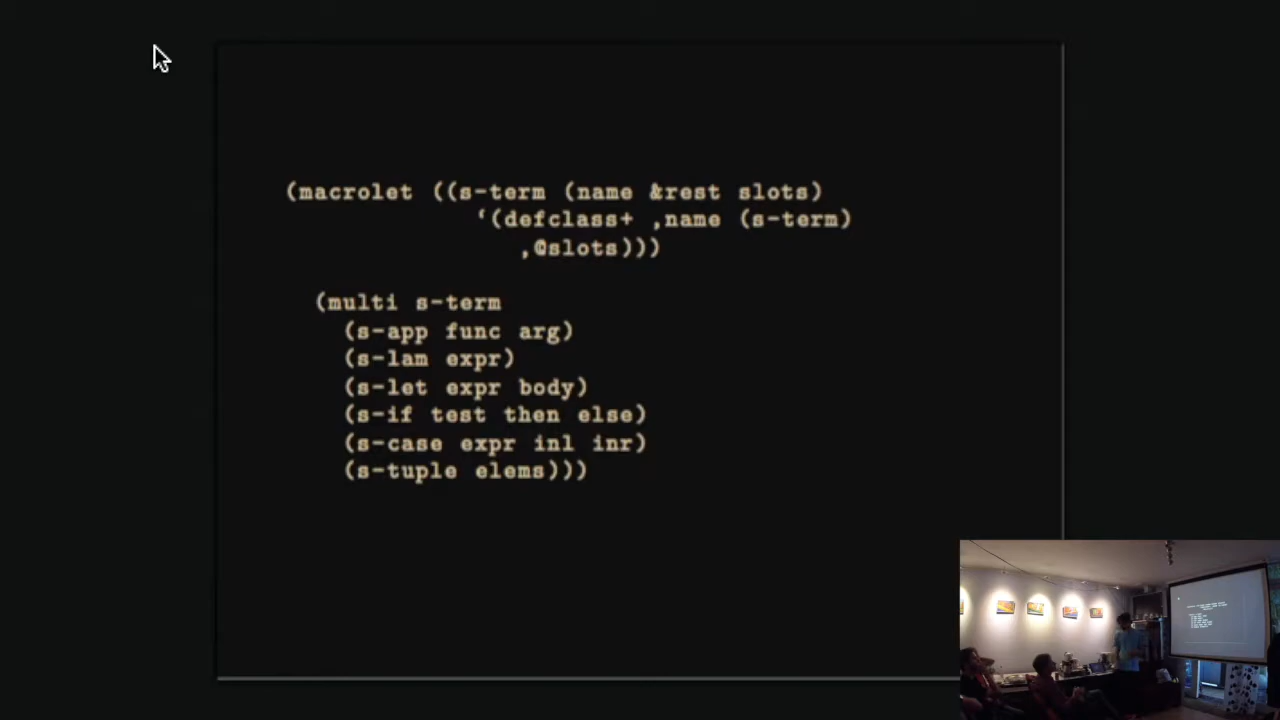 (macrolet ((s-term (name &rest slots)
‘(defclass+ ,name (s-term)
,@slots)))
(multi s-term
(s-app func arg)
(s-lam expr)
(s-let expr body)
(s-if test then else)
(s-case expr inl inr)
(s-tuple elems)))